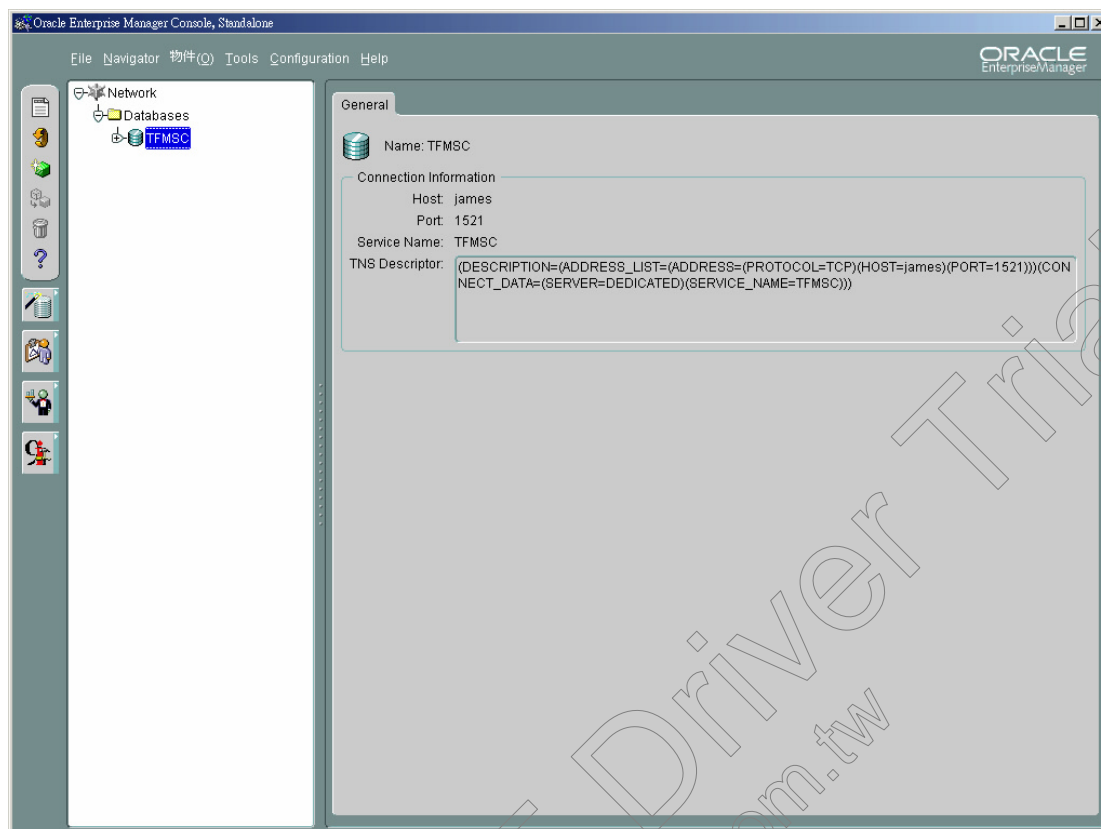 Oracle Enterprise Manager Console, Standalone
File Navigator 物件(O) Tools Configuration Help
ORACLE
EnterpriseManager
Network
Databases
TFMSC
General
Name: TFMSC
Connection Information
Host: james
Port: 1521
Service Name: TFMSC
TNS Descriptor: (DESCRIPTION=(ADDRESS_LIST=(ADDRESS=(PROTOCOL=TCP)(HOST=james)(PORT=1521)))(CON
NECT_DATA=(SERVER=DEDICATED)(SERVICE_NAME=TFMSC)))
Driver Tria
om.tw